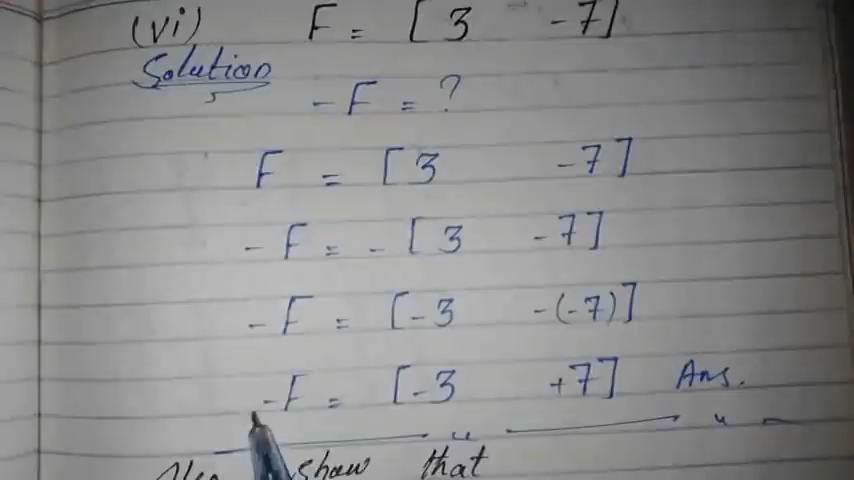 (vi) F = [3 -7]
Solution
-F = ?
F = [3 -7]
-F = -[3 -7]
-F = [-3 -(-7)]
-F = [-3 +7] Ans.
show that